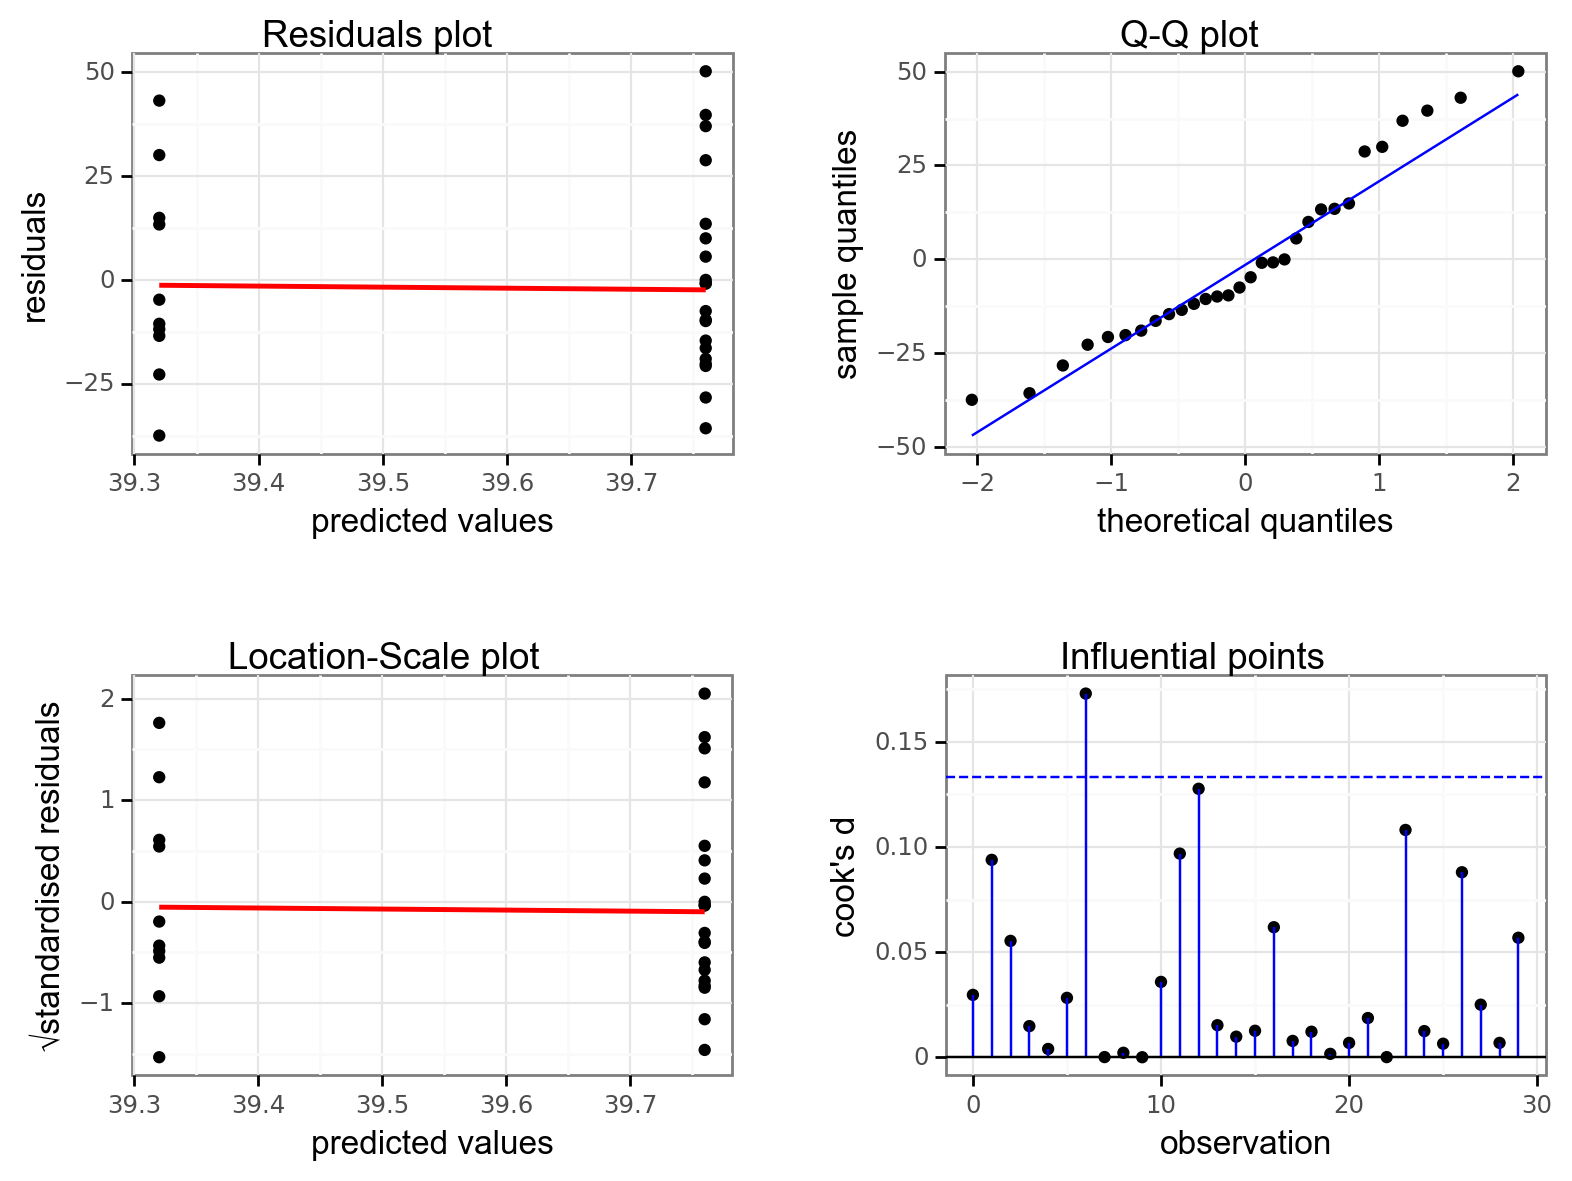 Residuals plot
50
25
0
−25
residuals
39.3 39.4 39.5 39.6 39.7
predicted values
Q-Q plot
50
25
0
−25
−50
sample quantiles
−2 −1 0 1 2
theoretical quantiles
Location-Scale plot
2
1
0
−1
√standardised residuals
39.3 39.4 39.5 39.6 39.7
predicted values
Influential points
0.15
0.10
0.05
0
cook's d
0 10 20 30
observation